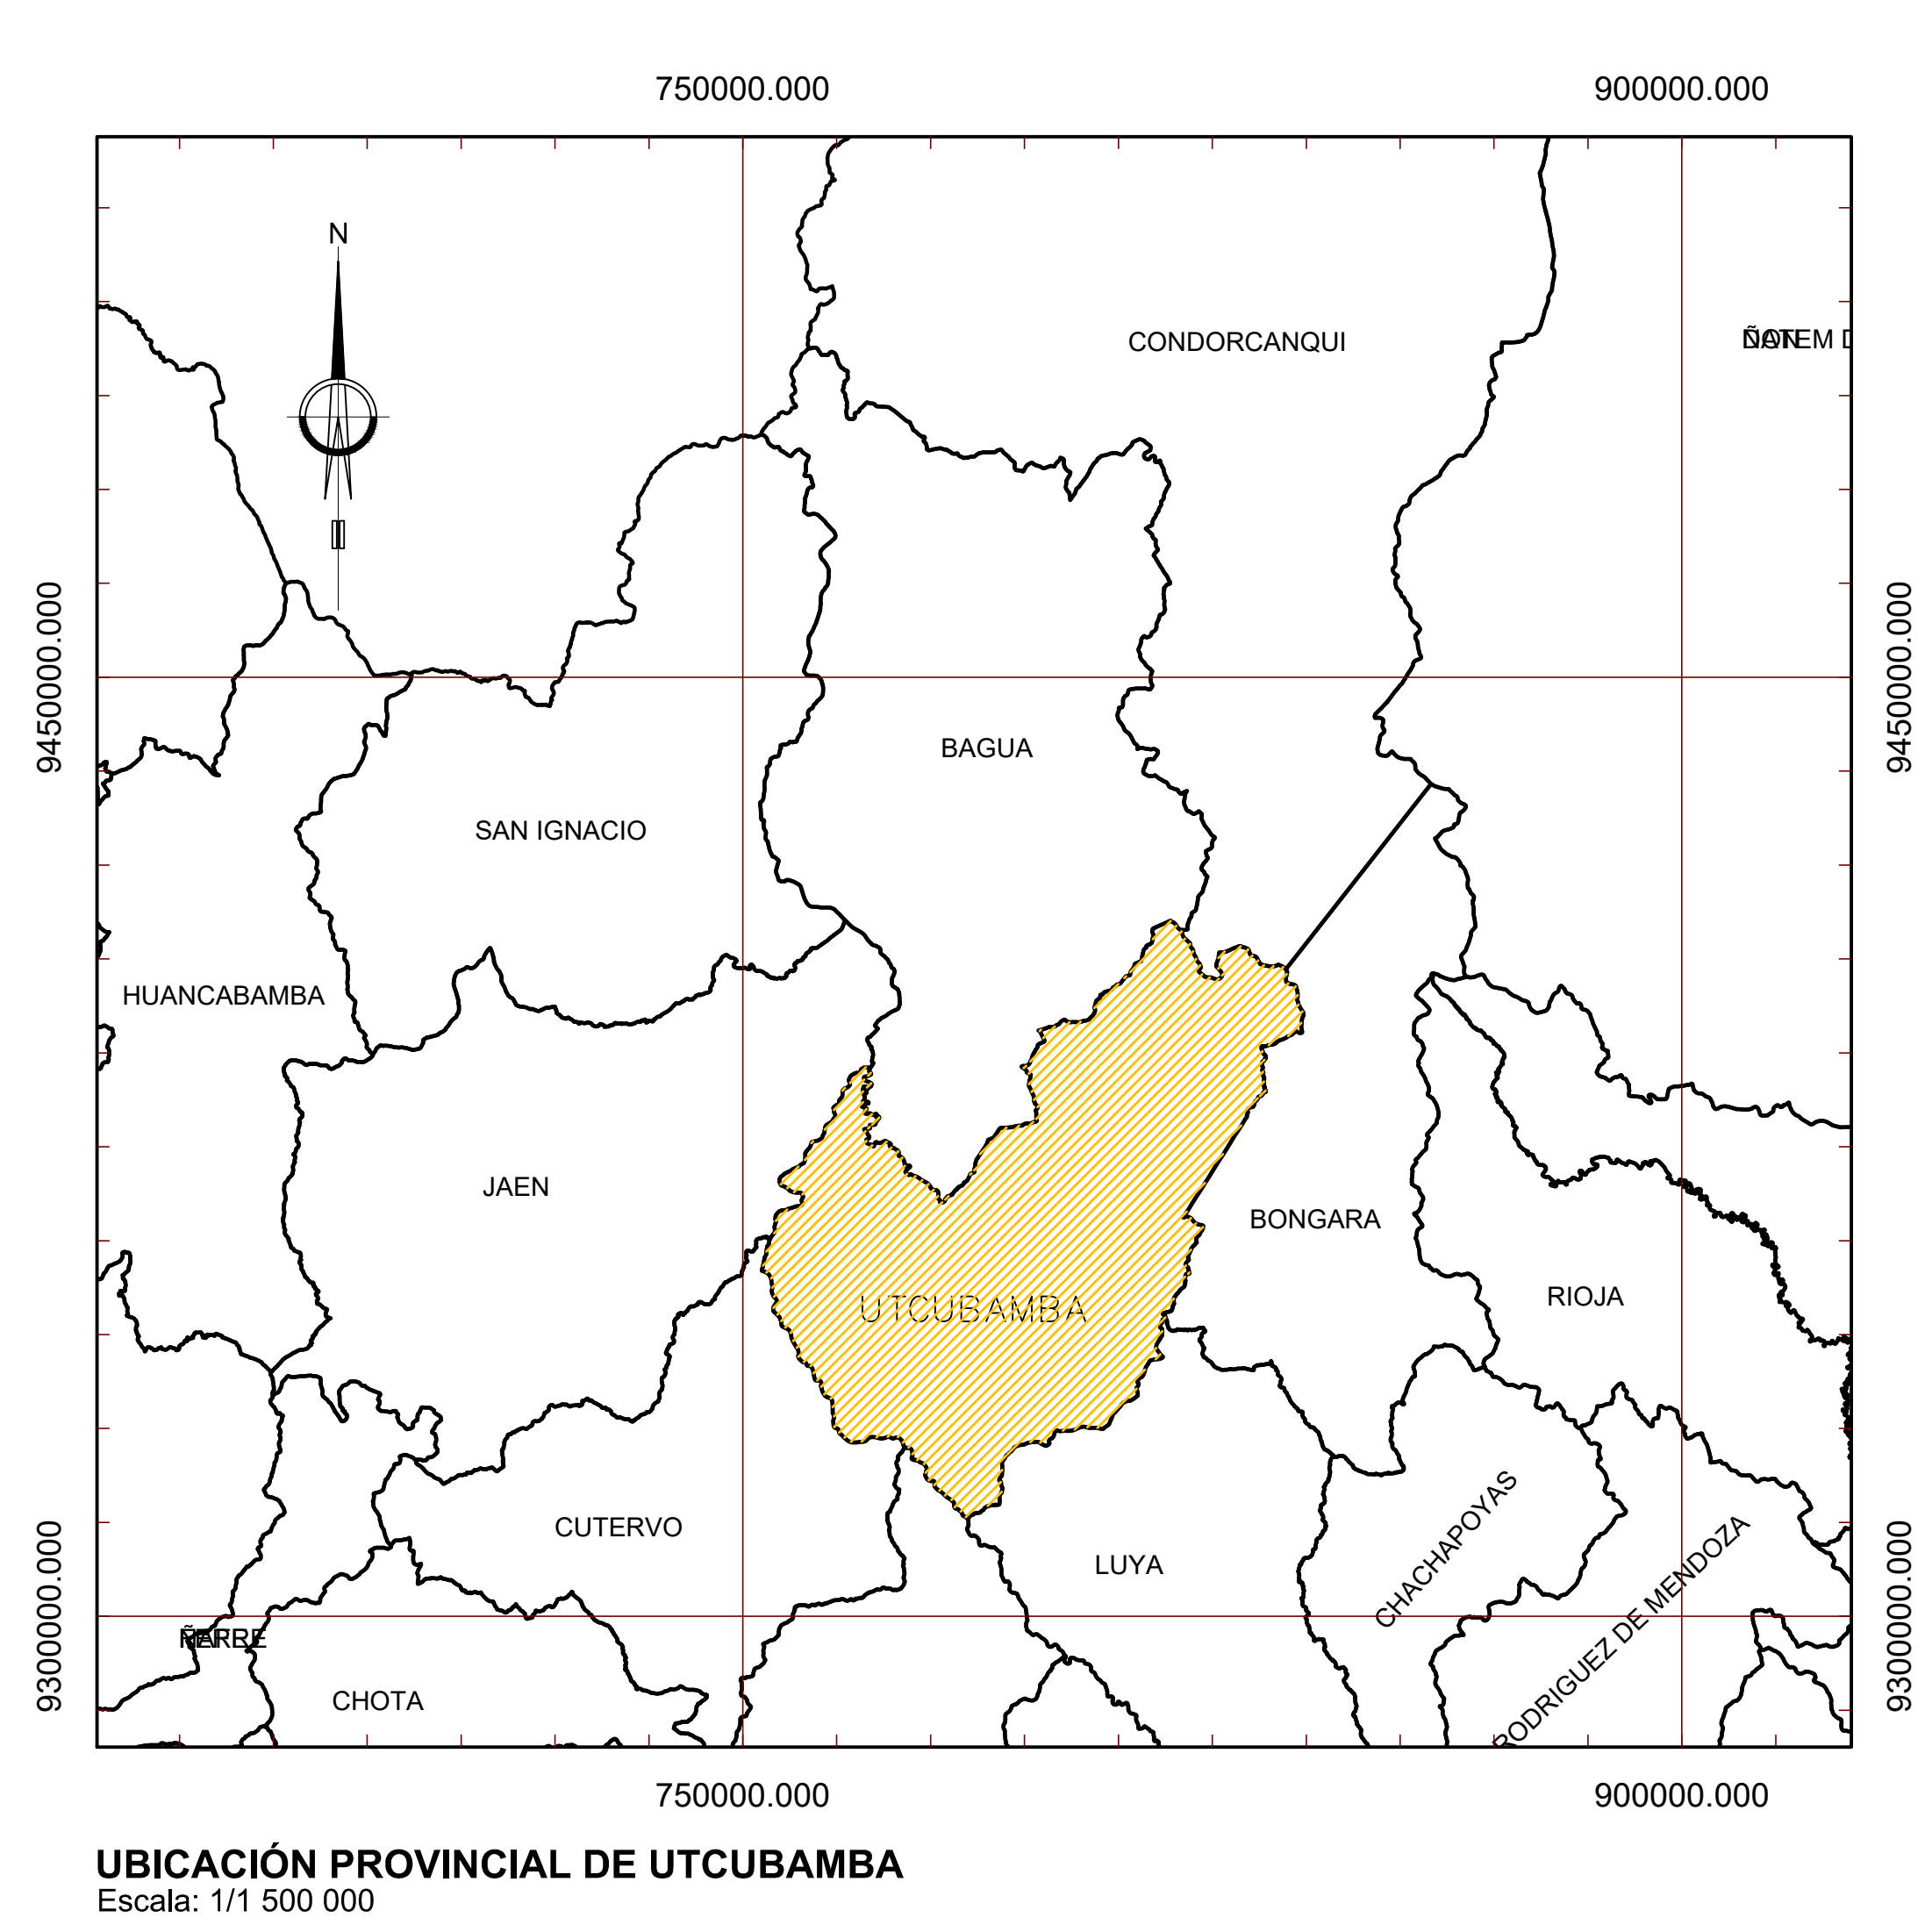 750000.000
900000.000
N
CONDORCANQUI
9450000.000
9450000.000
BAGUA
SAN IGNACIO
HUANCABAMBA
JAEN
BONGARA
RIOJA
UTCUBAMBA
CUTERVO
LUYA
CHACHAPOYAS
RODRIGUEZ DE MENDOZA
9300000.000
9300000.000
CHOTA
750000.000
900000.000
UBICACIÓN PROVINCIAL DE UTCUBAMBA
Escala: 1/1 500 000